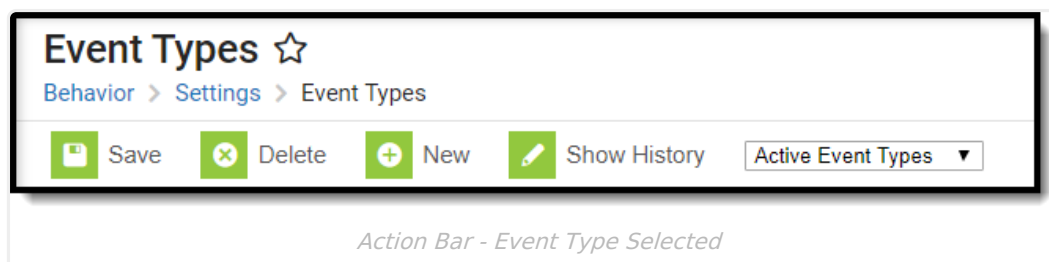 Event Types
Behavior > Settings > Event Types
Save Delete New Show History Active Event Types
Action Bar - Event Type Selected